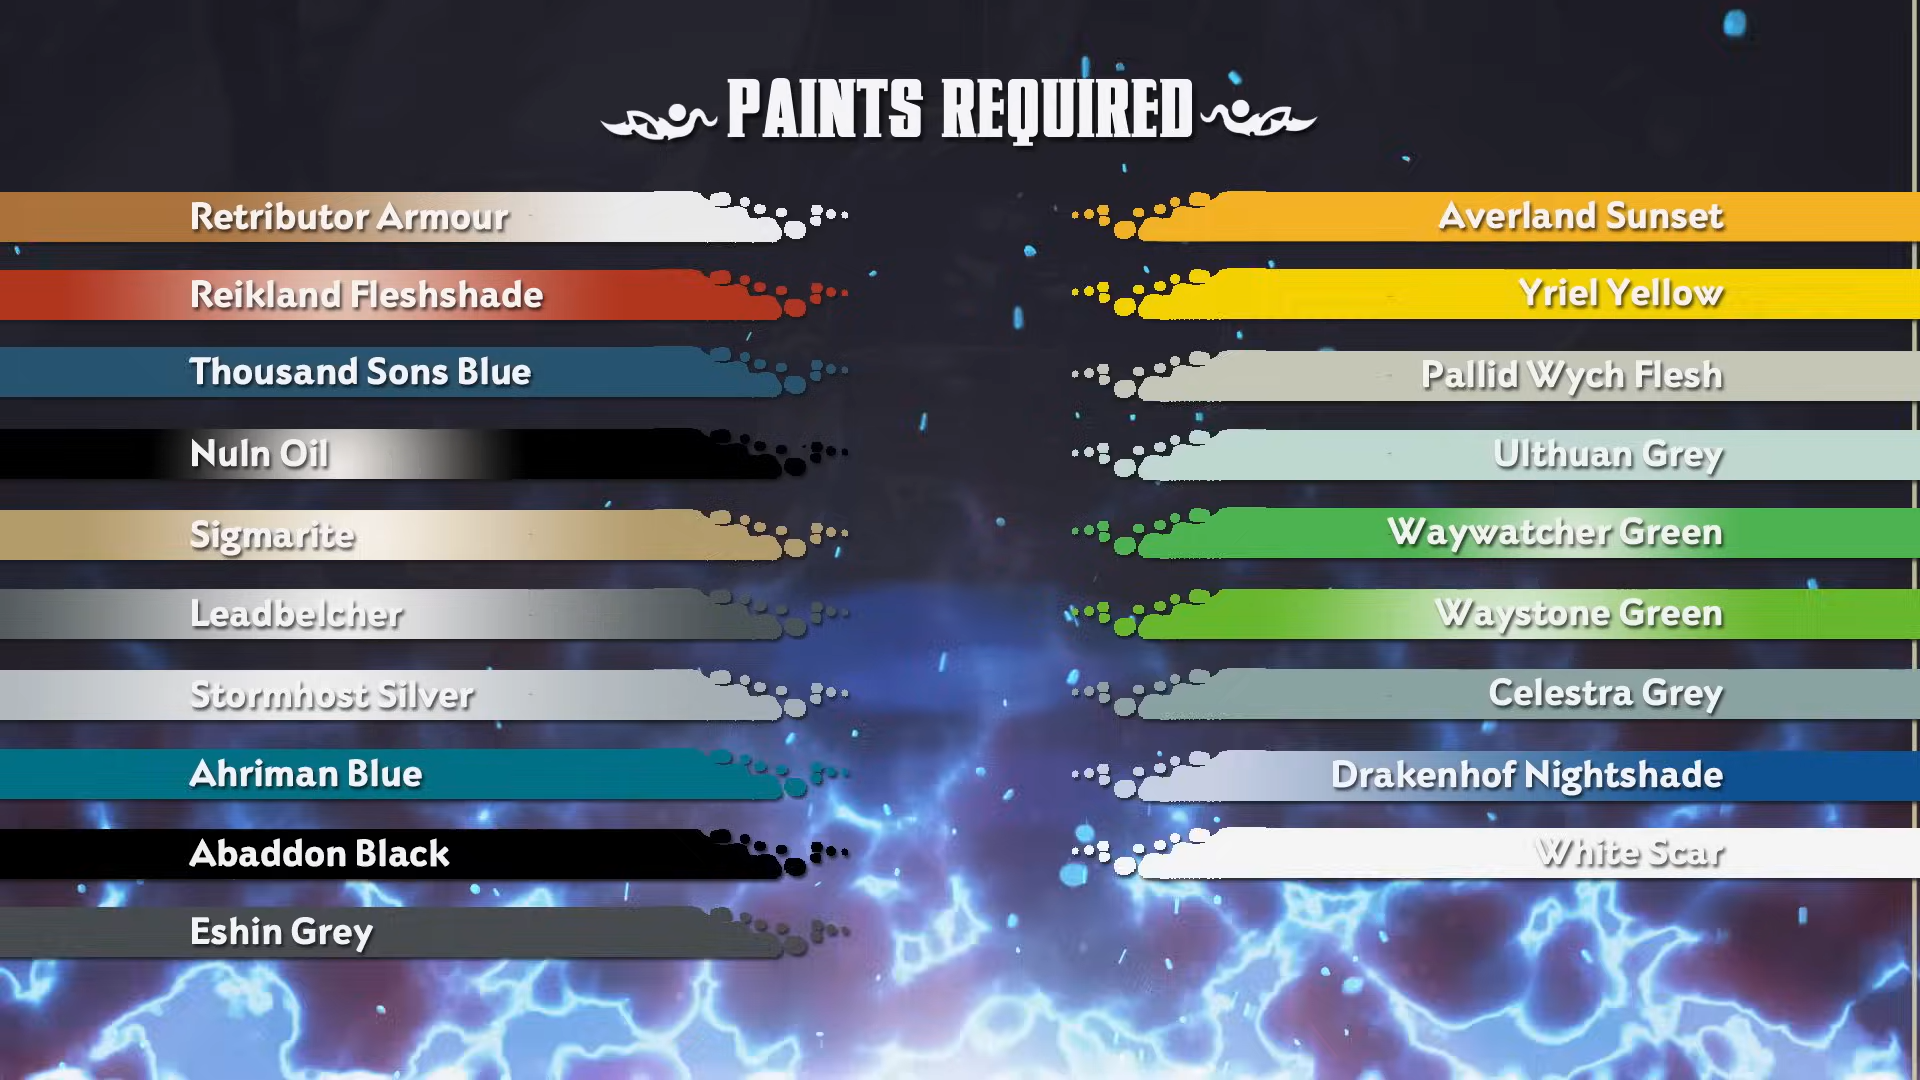 PAINTS REQUIRED
Retributor Armour
Reikland Fleshshade
Thousand Sons Blue
Nuln Oil
Sigmarite
Leadbelcher
Stormhost Silver
Ahriman Blue
Abaddon Black
Eshin Grey
Averland Sunset
Yriel Yellow
Pallid Wych Flesh
Ulthuan Grey
Waywatcher Green
Waystone Green
Celestra Grey
Drakenhof Nightshade
White Scar